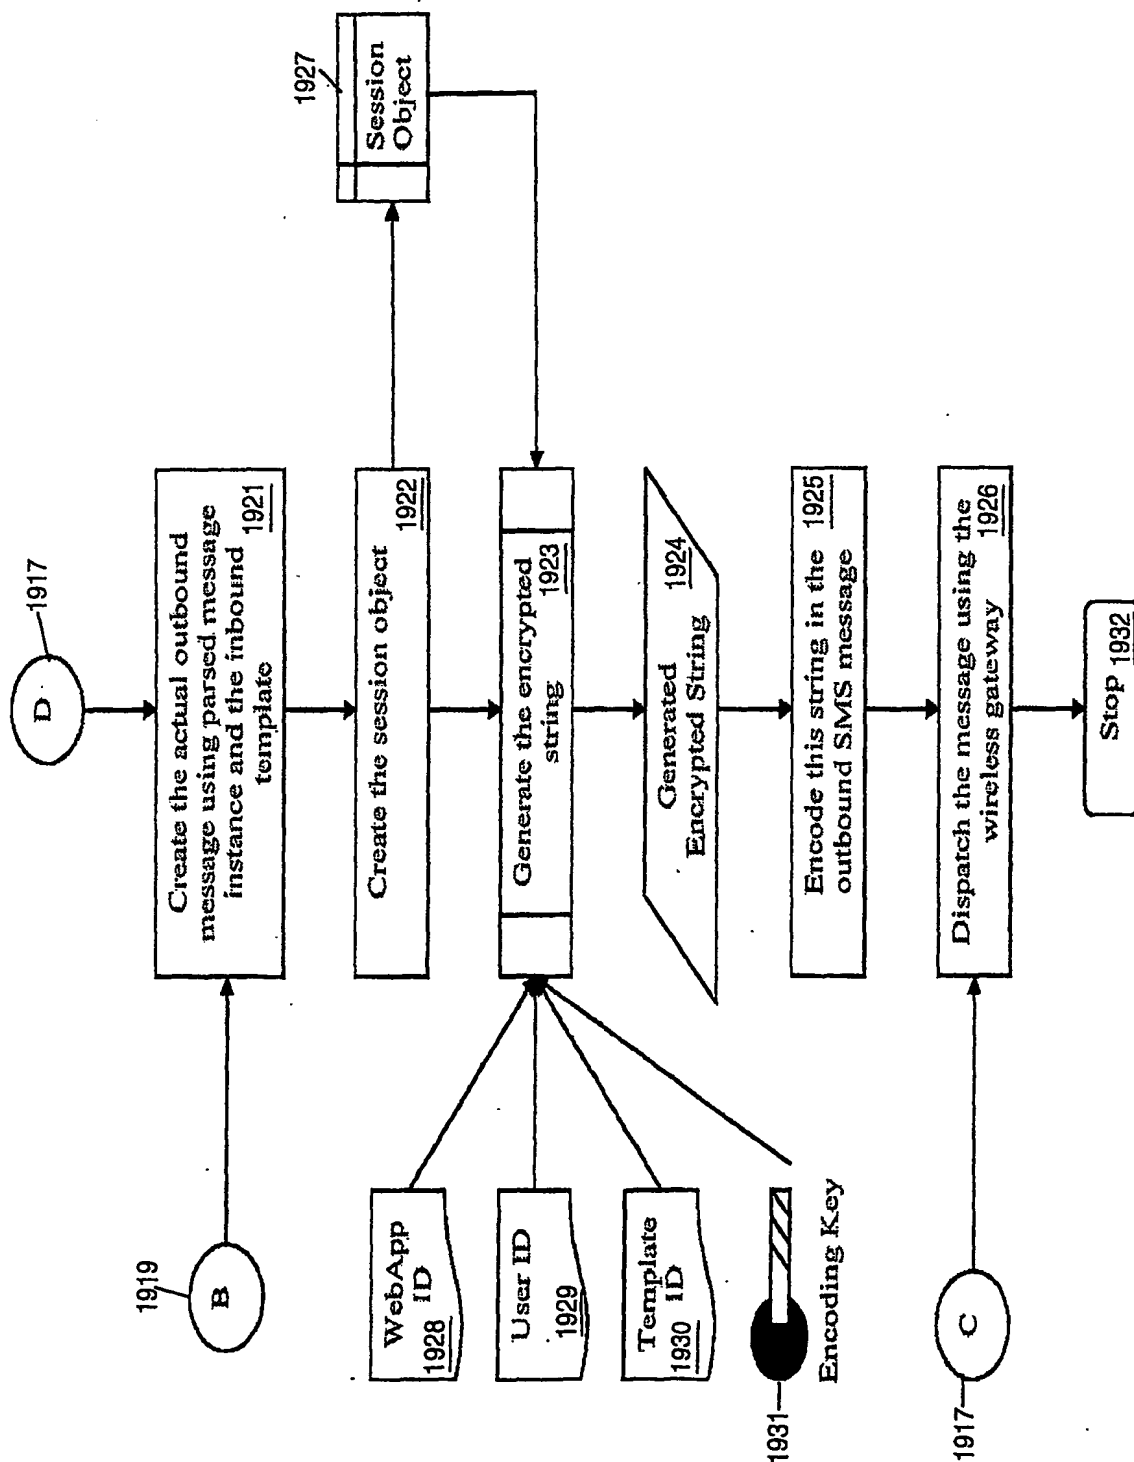 D
1917
Create the actual outbound
message using parsed message
instance and the inbound
template
1921
B
1919
Create the session object
1922
Session
Object
1927
Generate the encrypted
string
1923
WebApp
ID
1928
User ID
1929
Template
ID
1930
Encoding Key
1931
Generated
Encrypted String
1924
Encode this string in the
outbound SMS message
1925
Dispatch the message using the
wireless gateway
1926
C
1917
Stop
1932